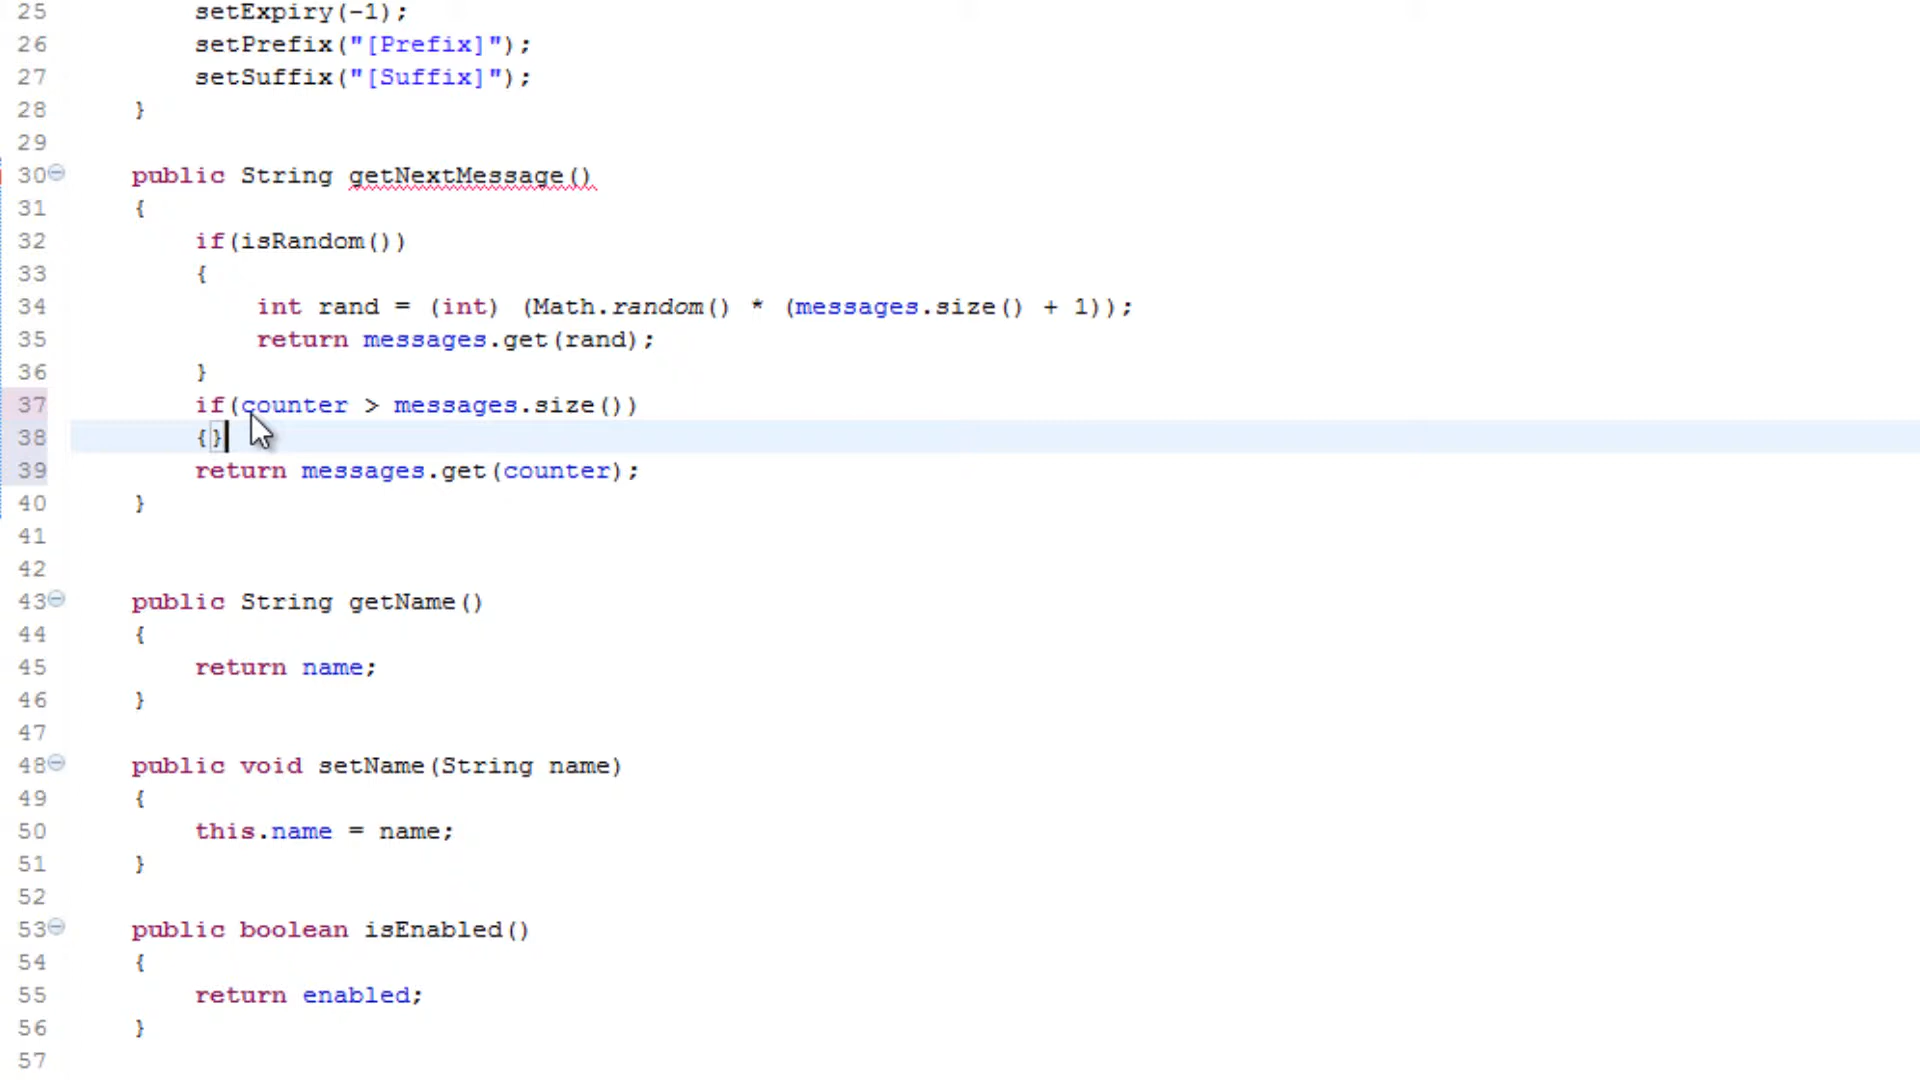 25 setExpiry(-1);
26 setPrefix("[Prefix]");
27 setSuffix("[Suffix]");
28 }
29
30 public String getNextMessage()
31 {
32 if(isRandom())
33 {
34 int rand = (int) (Math.random() * (messages.size() + 1));
35 return messages.get(rand);
36 }
37 if(counter > messages.size())
38 {}
39 return messages.get(counter);
40 }
41
42
43 public String getName()
44 {
45 return name;
46 }
47
48 public void setName(String name)
49 {
50 this.name = name;
51 }
52
53 public boolean isEnabled()
54 {
55 return enabled;
56 }
57